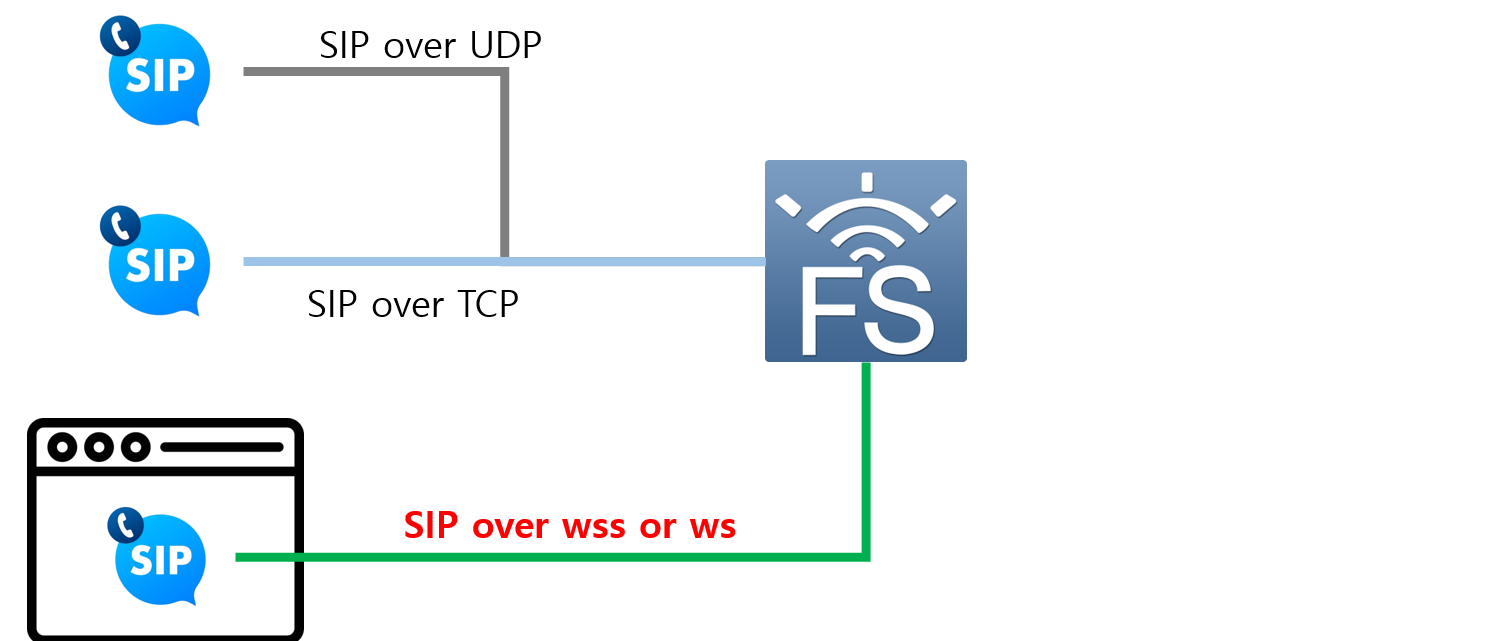 SIP over UDP
SIP
SIP
SIP over TCP
FS
SIP over wss or ws
SIP